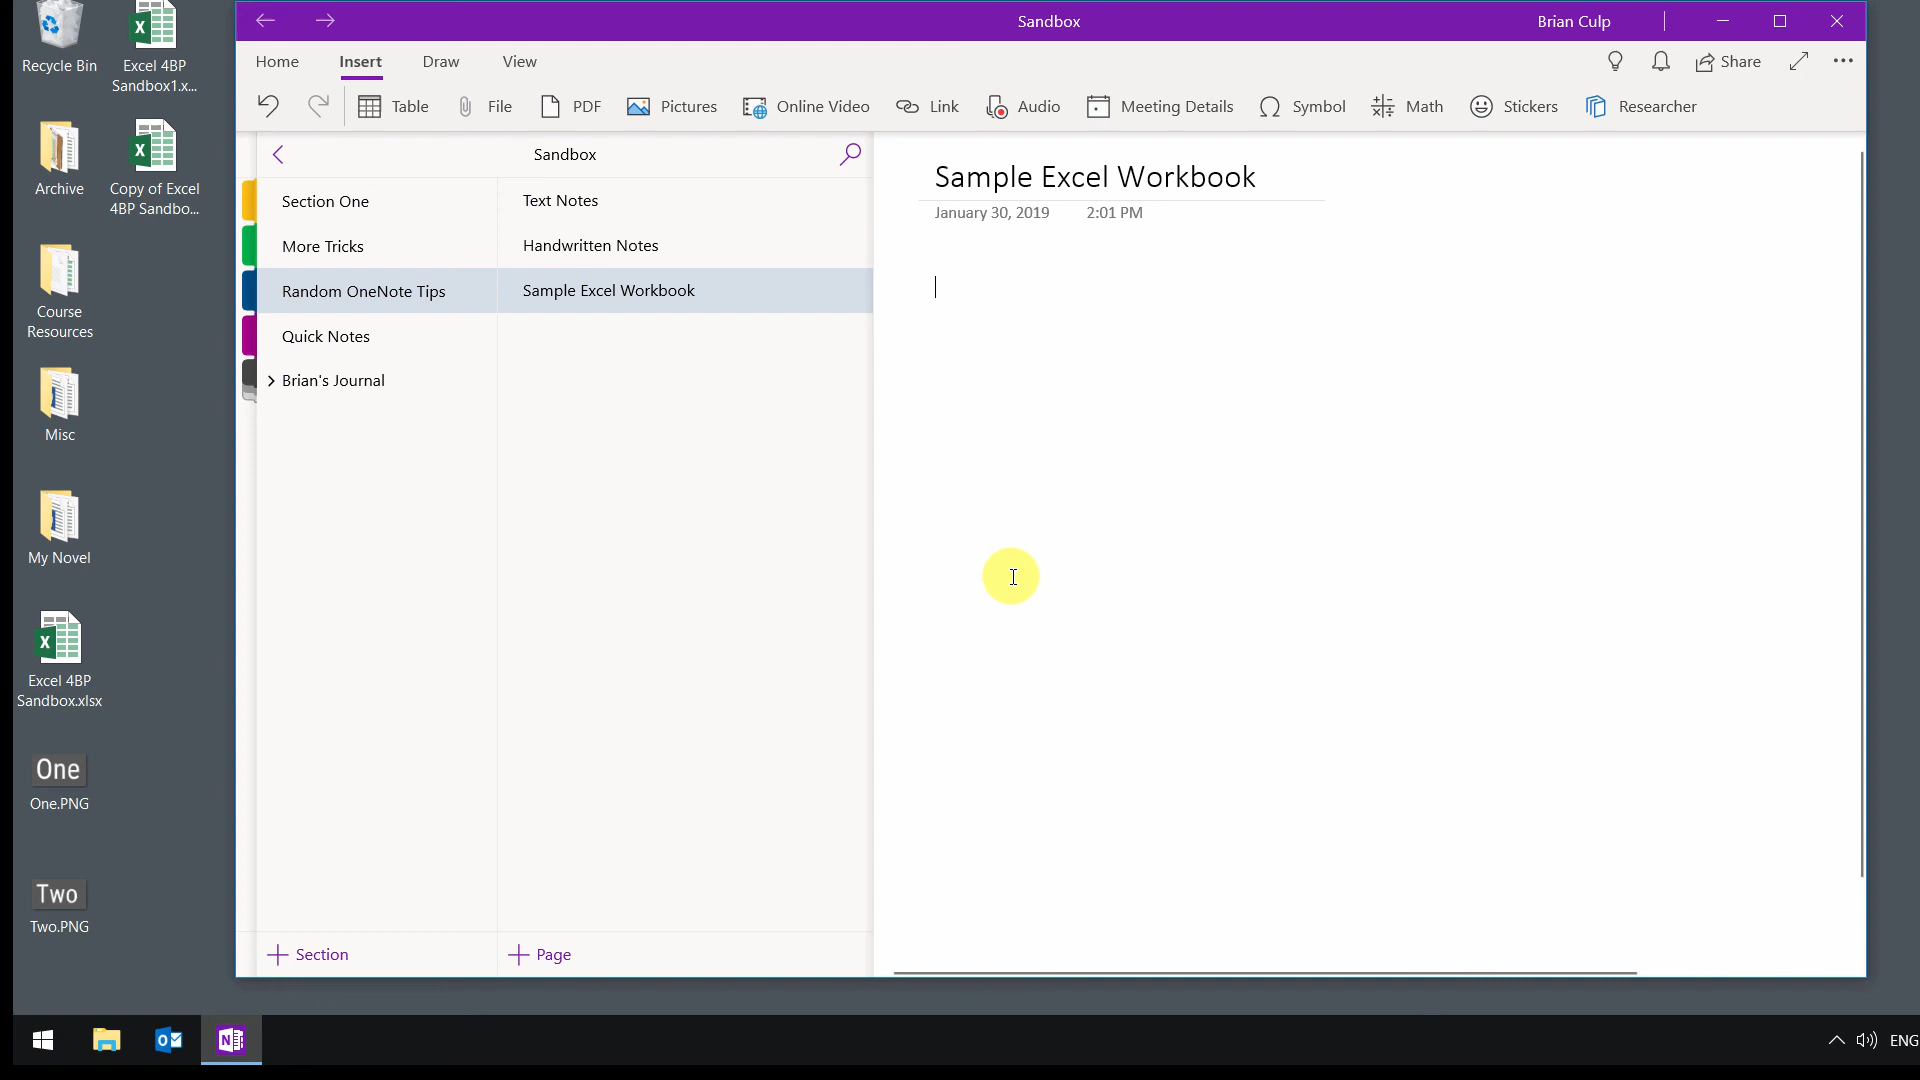 Recycle Bin
Excel 4BP
Sandbox1.x...
Archive
Copy of Excel
4BP Sandbo...
Course
Resources
Misc
My Novel
Excel 4BP
Sandbox.xlsx
One
One.PNG
Two
Two.PNG
Sandbox
Brian Culp
Home Insert Draw View
Share
Table File PDF Pictures Online Video Link Audio Meeting Details Symbol Math Stickers Researcher
Sandbox
Section One
More Tricks
Random OneNote Tips
Quick Notes
Brian's Journal
Text Notes
Handwritten Notes
Sample Excel Workbook
Section
Page
Sample Excel Workbook
January 30, 2019 2:01 PM
ENG